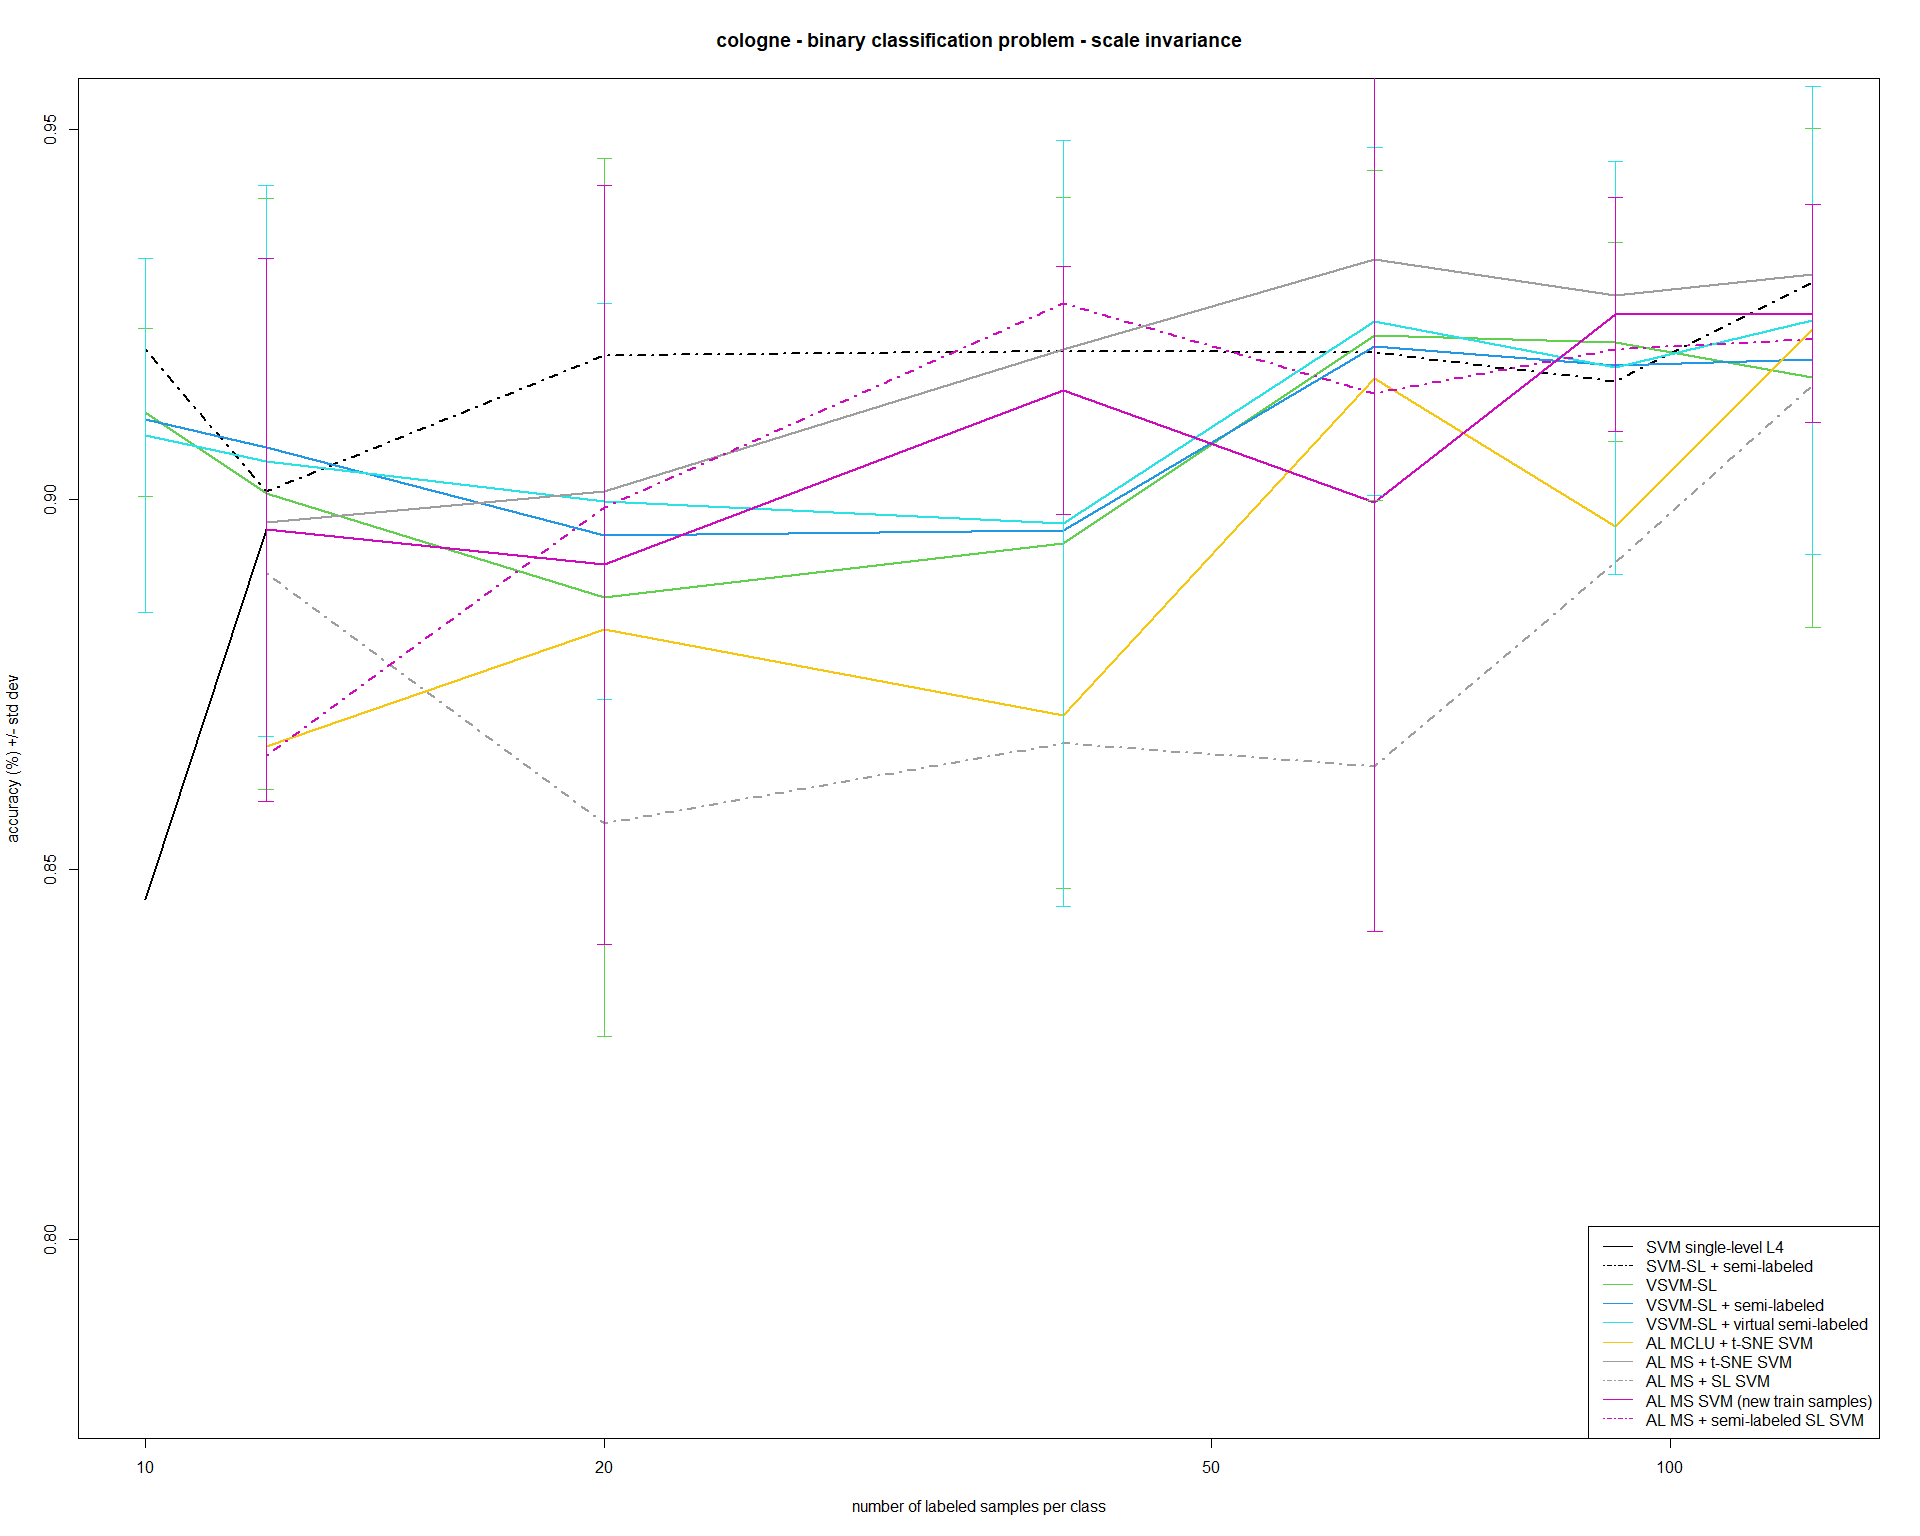 cologne - binary classification problem - scale invariance
0.95
0.90
0.85
0.80
accuracy (%) +/- std dev
SVM single-level L4
SVM-SL + semi-labeled
VSVM-SL
VSVM-SL + semi-labeled
VSVM-SL + virtual semi-labeled
AL MCLU + t-SNE SVM
AL MS + t-SNE SVM
AL MS + SL SVM
AL MS SVM (new train samples)
AL MS + semi-labeled SL SVM
10 20 50 100
number of labeled samples per class